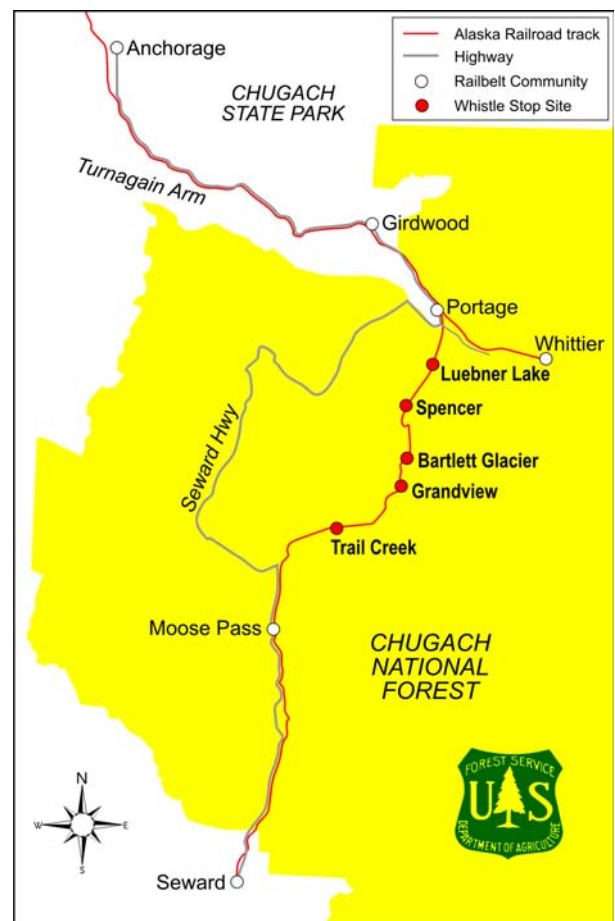 Alaska Railroad track
Highway
Railbelt Community
Whistle Stop Site
Anchorage
CHUGACH
STATE PARK
Turnagain Arm
Girdwood
Portage
Whittier
Luebner Lake
Spencer
Seward Hwy
Bartlett Glacier
Grandview
Trail Creek
Moose Pass
CHUGACH
NATIONAL
FOREST
FOREST SERVICE
U S
DEPARTMENT OF AGRICULTURE
N
W E
S
Seward